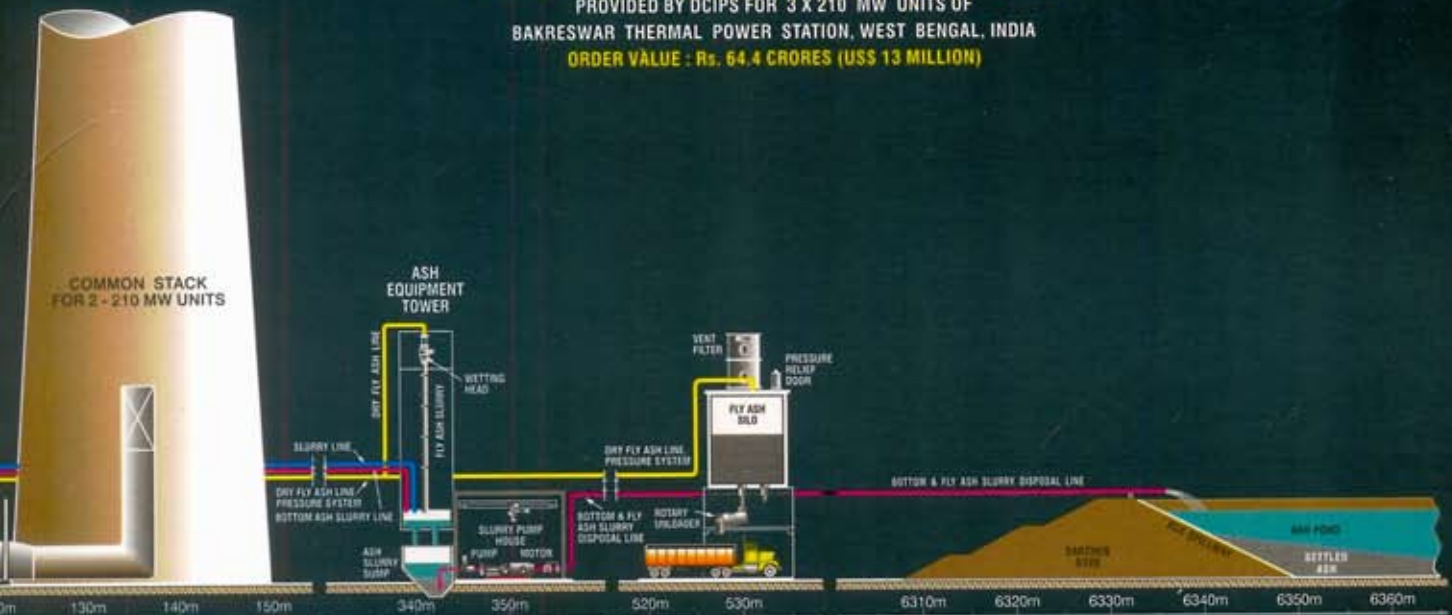 PROVIDED BY DCIPS FOR 3 X 210 MW UNITS OF
BAKRESWAR THERMAL POWER STATION, WEST BENGAL, INDIA
ORDER VALUE : Rs. 64.4 CRORES (US$ 13 MILLION)
COMMON STACK
FOR 2 - 210 MW UNITS
ASH
EQUIPMENT
TOWER
DRY FLY ASH LINE
WETTING
HEAD
FLY ASH SLURRY
SLURRY LINE
DRY FLY ASH LINE
PRESSURE SYSTEM
BOTTOM ASH SLURRY LINE
ASH
SLURRY
SUMP
SLURRY PUMP
HOUSE
PUMP
MOTOR
DRY FLY ASH LINE
PRESSURE SYSTEM
BOTTOM & FLY
ASH SLURRY
DISPOSAL LINE
VENT
FILTER
PRESSURE
RELIEF
DOOR
FLY ASH
SILO
ROTARY
UNLOADER
BOTTOM & FLY ASH SLURRY DISPOSAL LINE
EARTHEN
DYKE
SPILLWAY
ASH POND
SETTLED
ASH
130m
140m
150m
340m
350m
520m
530m
6310m
6320m
6330m
6340m
6350m
6360m